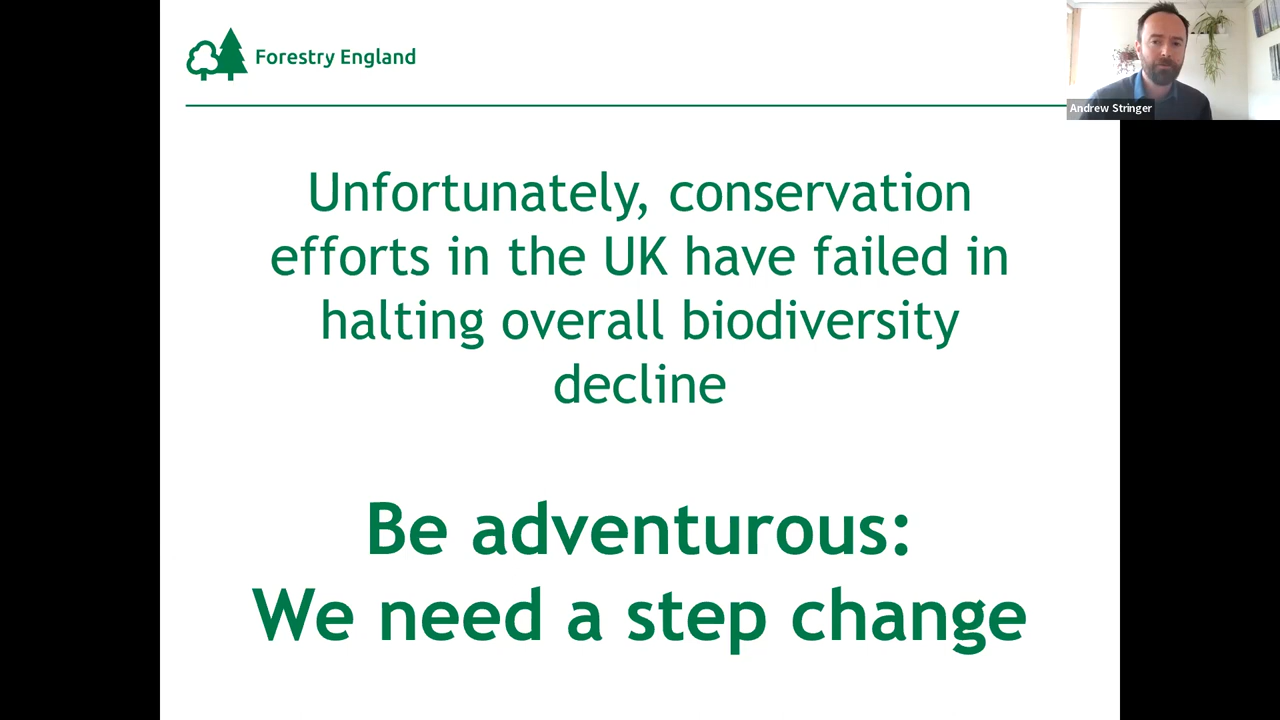 Forestry England
Andrew Stringer
Unfortunately, conservation
efforts in the UK have failed in
halting overall biodiversity
decline
Be adventurous:
We need a step change